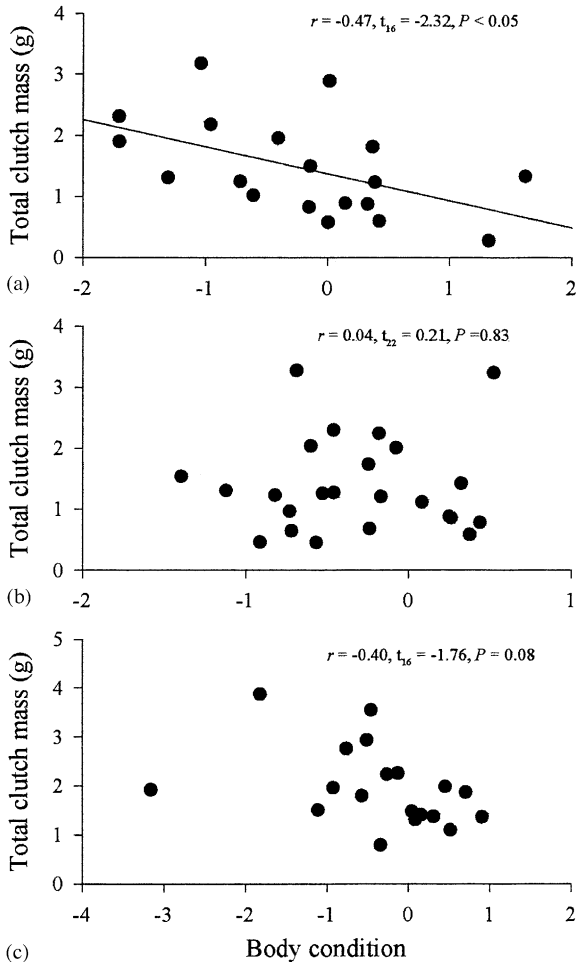 r = -0.47, t16 = -2.32, P < 0.05
Total clutch mass (g)
4
3
2
1
0
(a)
-2 -1 0 1 2
r = 0.04, t22 = 0.21, P =0.83
Total clutch mass (g)
4
3
2
1
0
(b)
-2 -1 0 1
r = -0.40, t16 = -1.76, P = 0.08
Total clutch mass (g)
5
4
3
2
1
0
-4 -3 -2 -1 0 1 2
(c)
Body condition